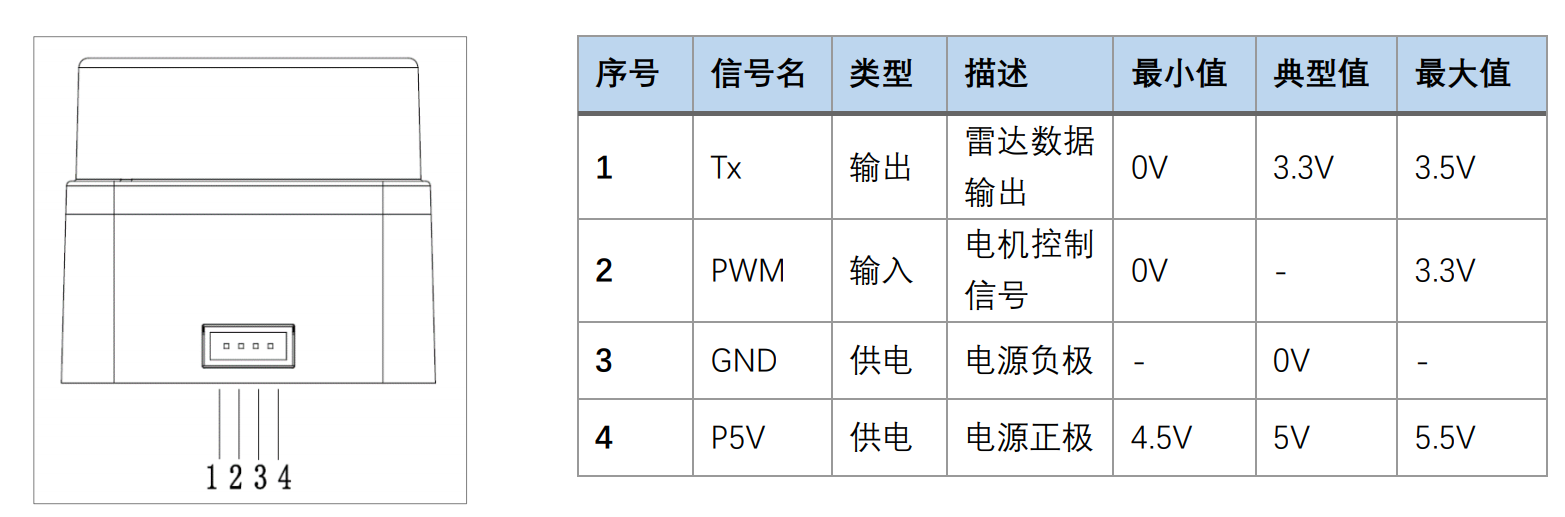 1 2 3 4
序号 信号名 类型 描述 最小值 典型值 最大值
1 Tx 输出 雷达数据 0V 3.3V 3.5V
输出
2 PWM 输入 电机控制 0V - 3.3V
信号
3 GND 供电 电源负极 - 0V -
4 P5V 供电 电源正极 4.5V 5V 5.5V